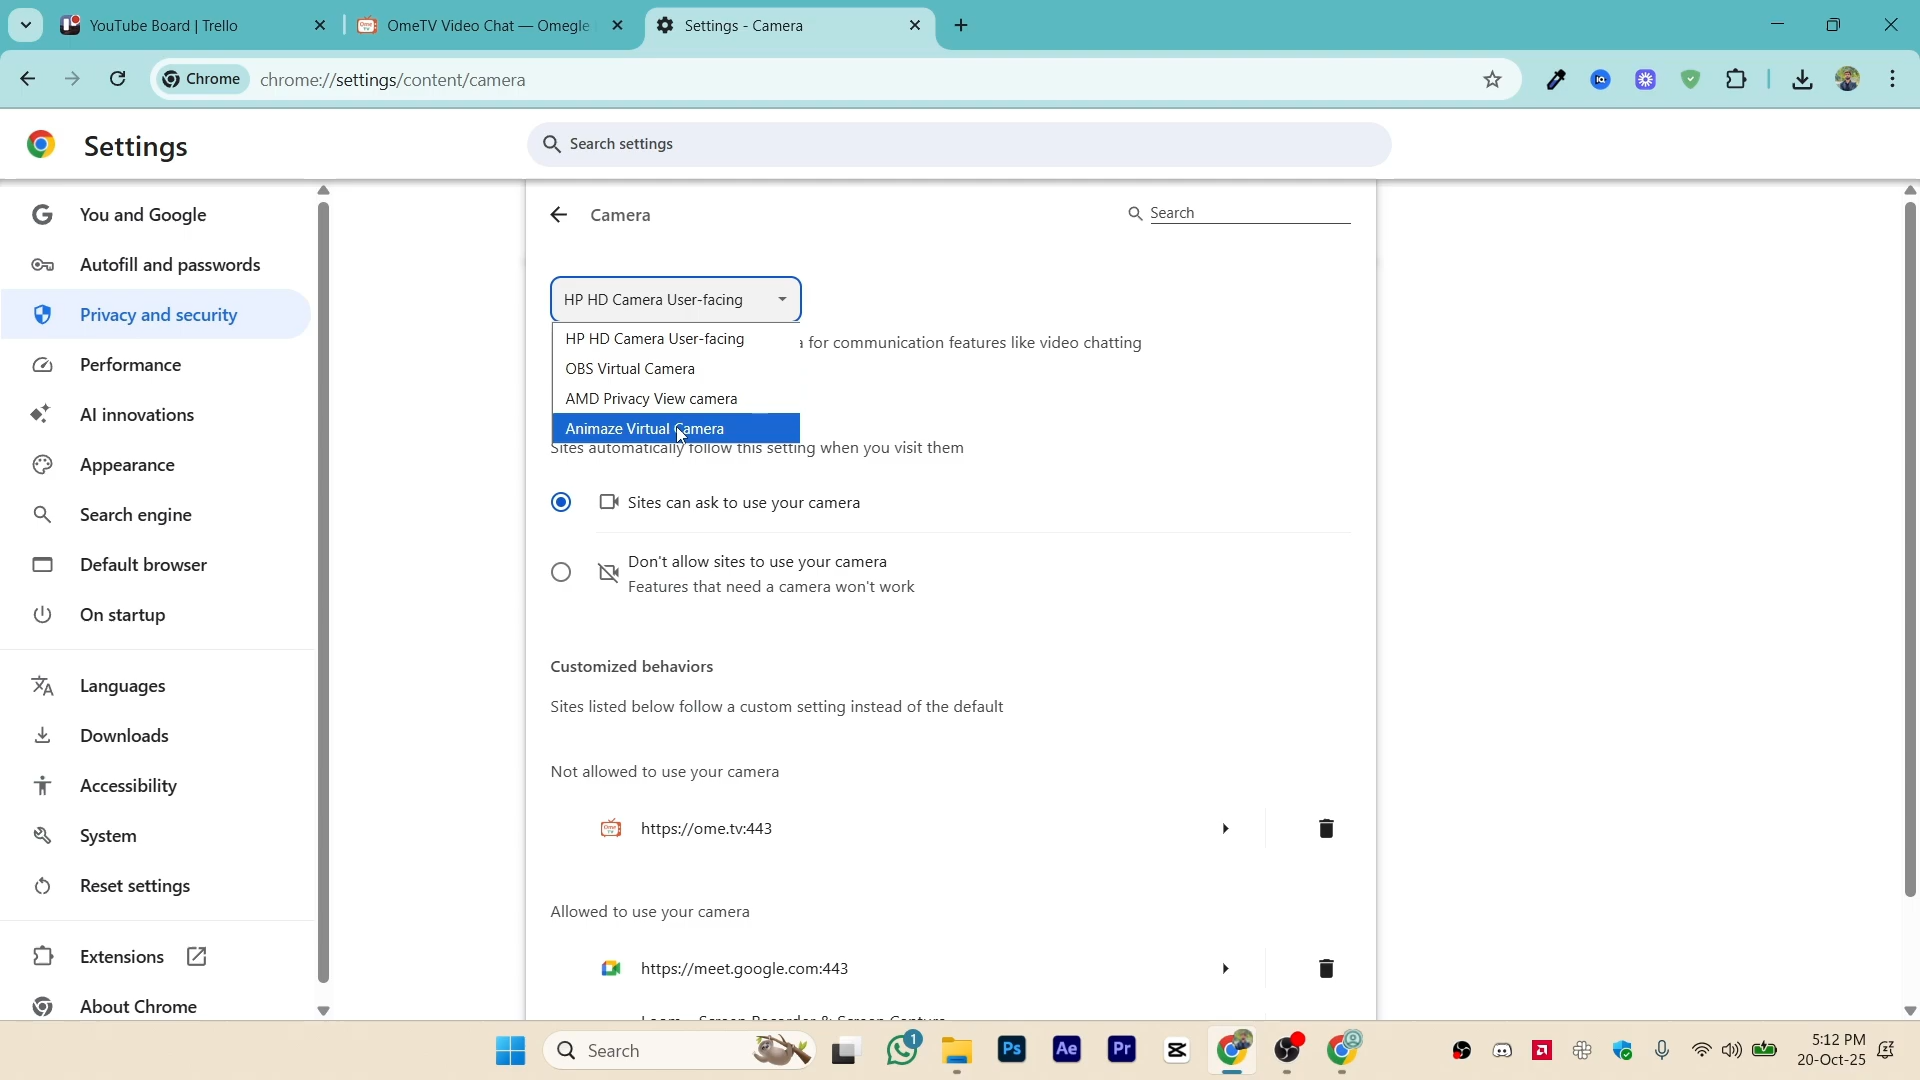 YouTube Board | Trello
OmeTV Video Chat — Omegle
Settings - Camera
Chrome
chrome://settings/content/camera
Settings
Search settings
You and Google
Autofill and passwords
Privacy and security
Performance
AI innovations
Appearance
Search engine
Default browser
On startup
Languages
Downloads
Accessibility
System
Reset settings
Extensions
About Chrome
Camera
Search
HP HD Camera User-facing
HP HD Camera User-facing
for communication features like video chatting
OBS Virtual Camera
AMD Privacy View camera
Animaze Virtual Camera
Sites automatically follow this setting when you visit them
Sites can ask to use your camera
Don't allow sites to use your camera
Features that need a camera won't work
Customized behaviors
Sites listed below follow a custom setting instead of the default
Not allowed to use your camera
https://ome.tv:443
Allowed to use your camera
https://meet.google.com:443
Search
1
Ps
Ae
Pr
5:12 PM
20-Oct-25